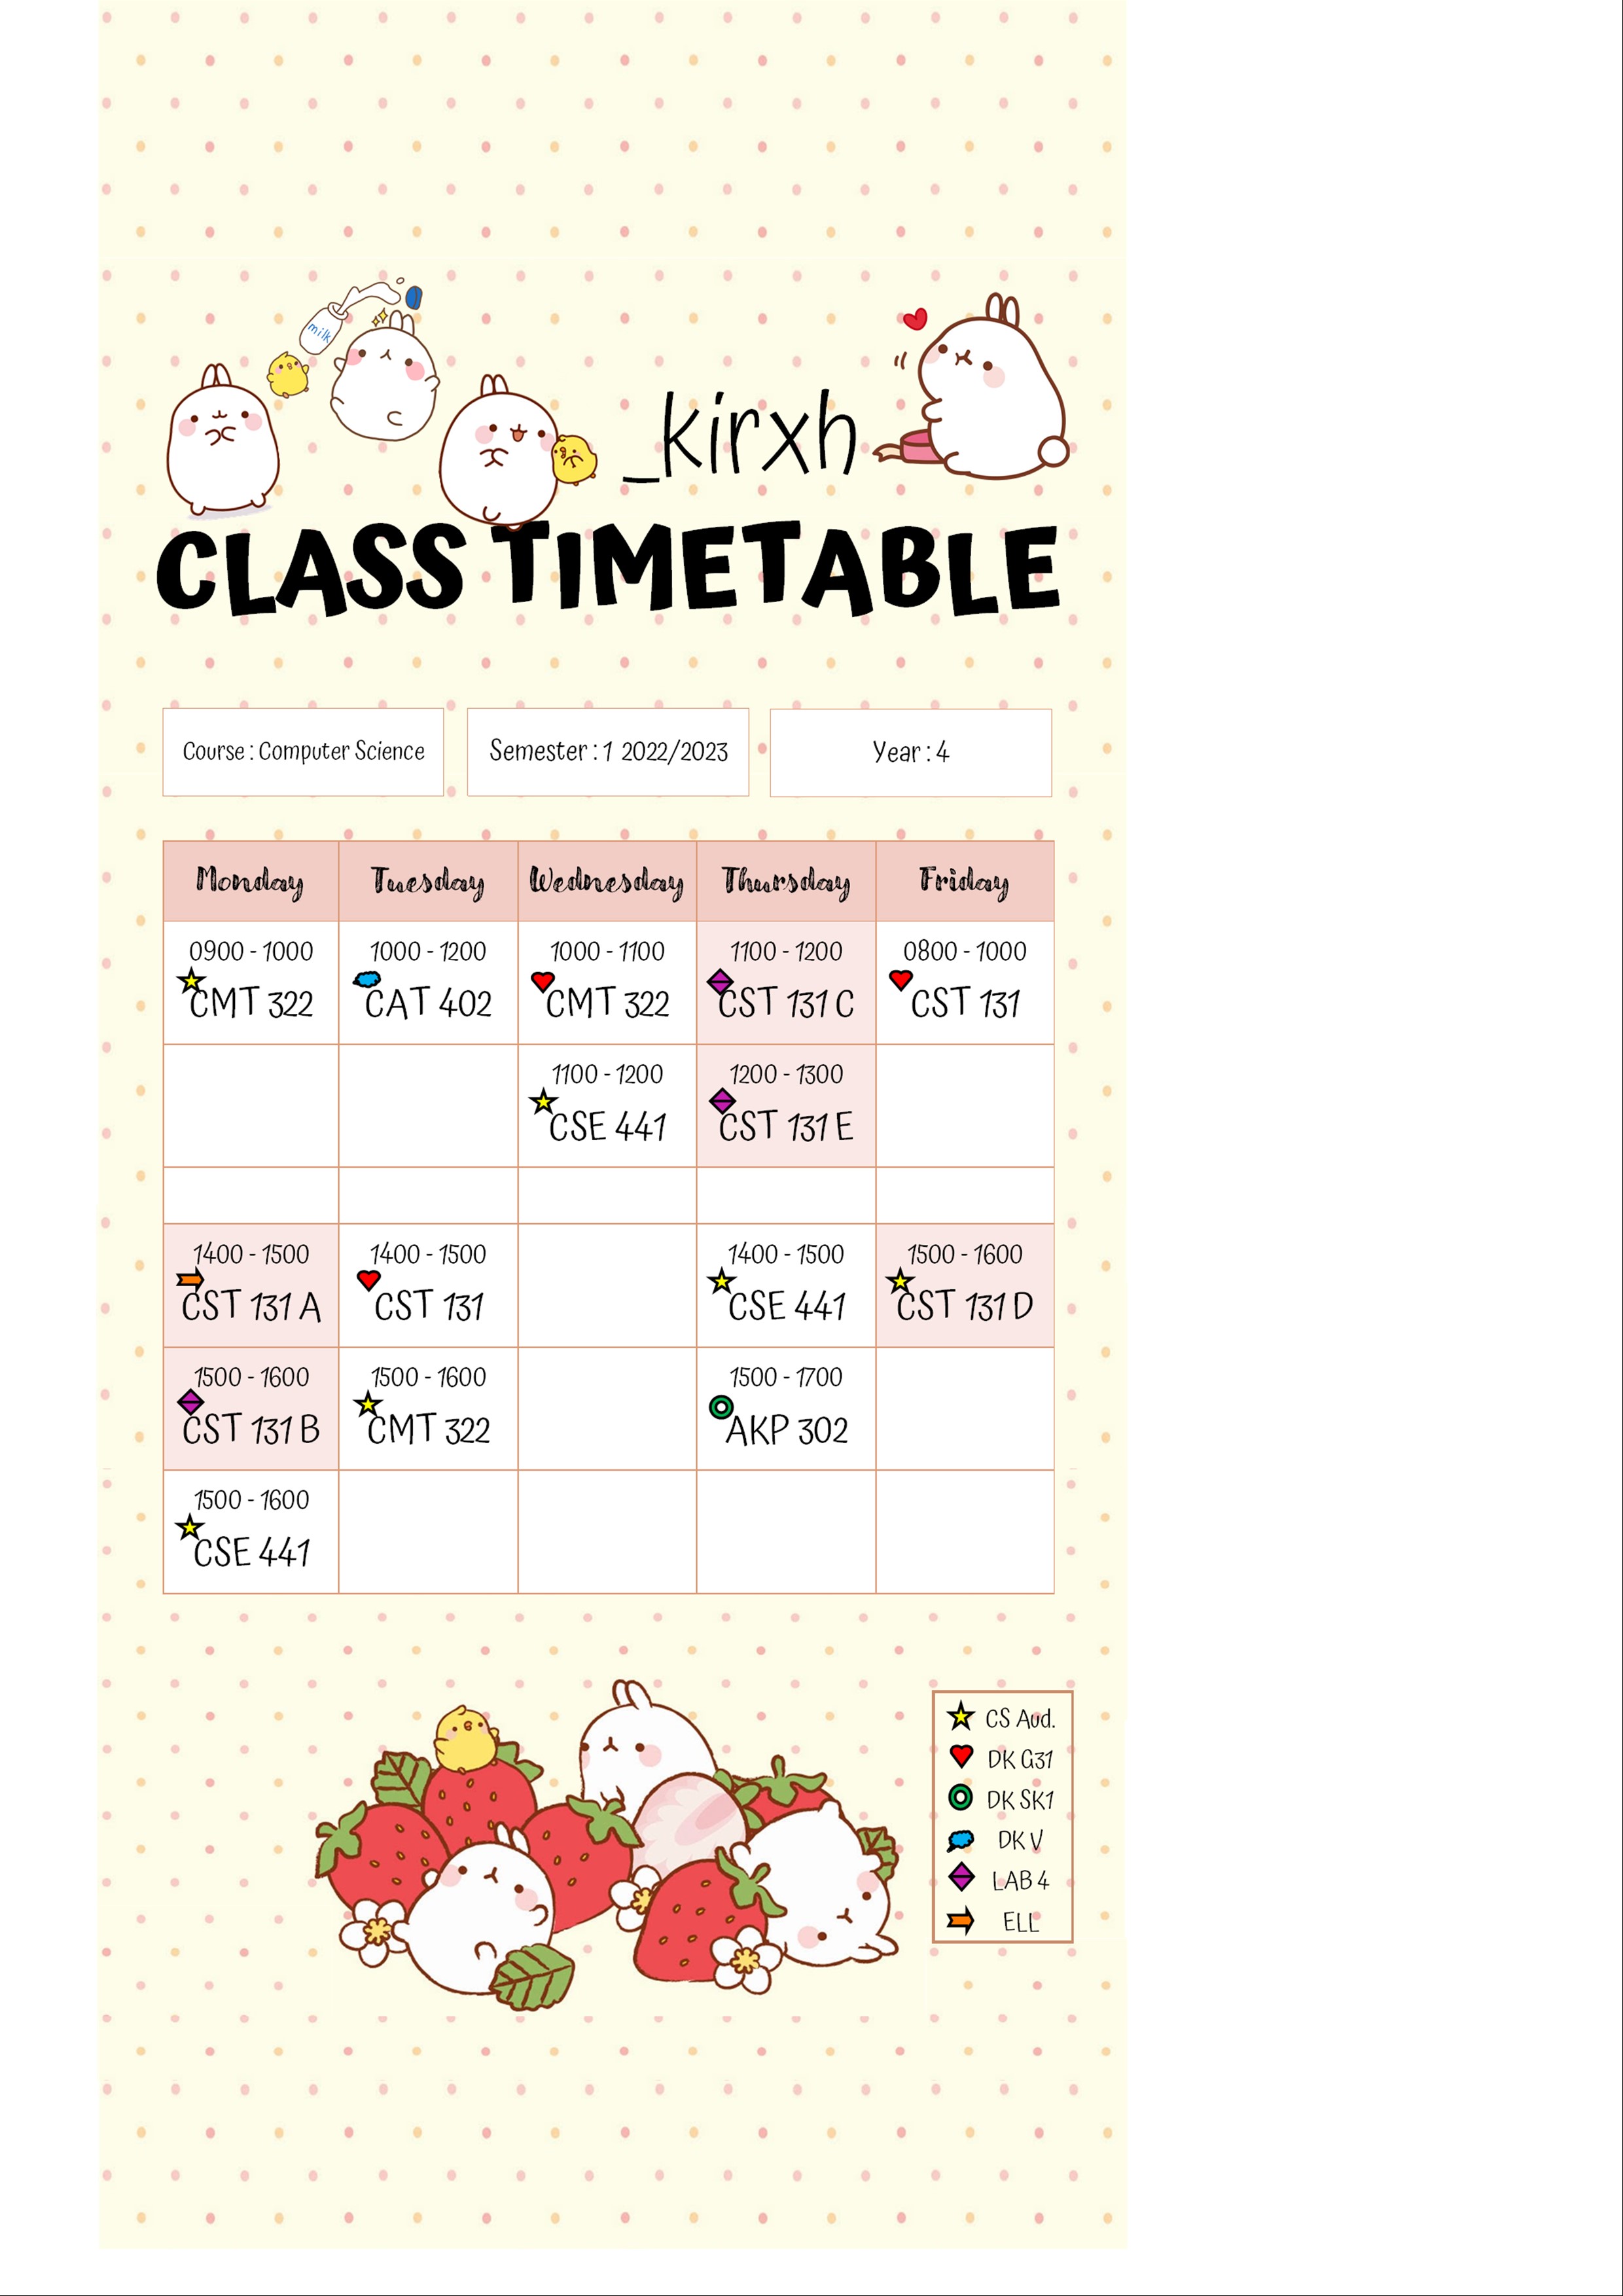 milk
_kirxh
CLASS TIMETABLE
Course : Computer Science
Semester : 1 2022/2023
Year : 4
Monday Tuesday Wednesday Thursday Friday
0900 - 1000 1000 - 1200 1000 - 1100 1100 - 1200 0800 - 1000
CMT 322 CAT 402 CMT 322 CST 131 C CST 131
1100 - 1200 1200 - 1300
CSE 441 CST 131 E
1400 - 1500 1400 - 1500 1400 - 1500 1500 - 1600
CST 131 A CST 131 CSE 441 CST 131 D
1500 - 1600 1500 - 1600 1500 - 1700
CST 131 B CMT 322 AKP 302
1500 - 1600
CSE 441
CS Aud.
DK G31
DK SK1
DK V
LAB 4
ELL